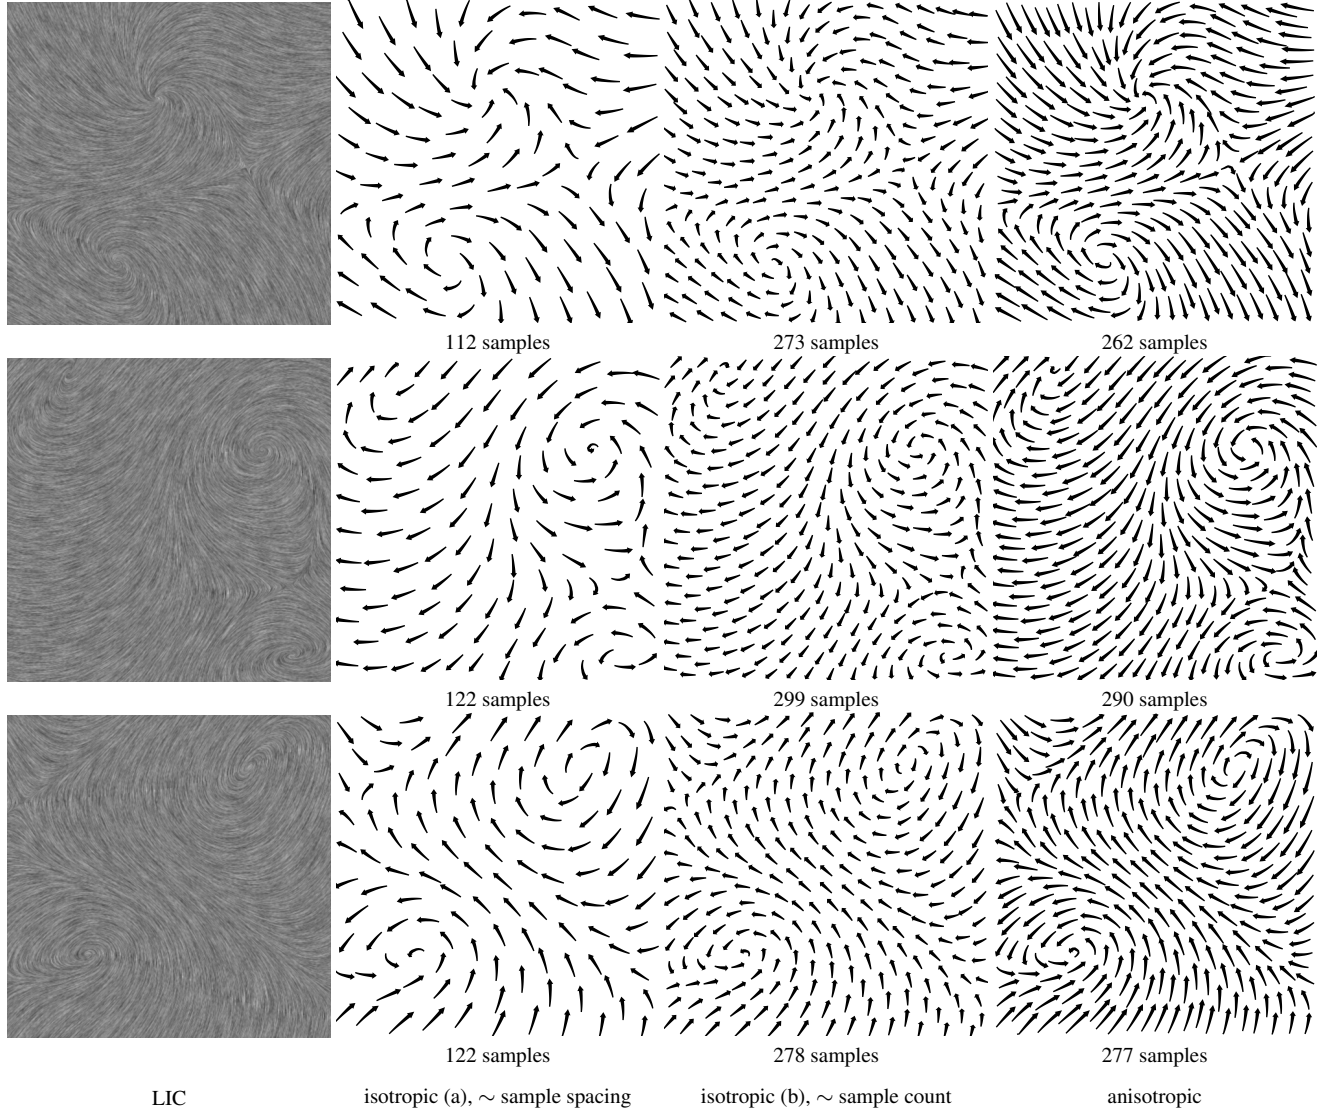 112 samples
273 samples
262 samples
122 samples
299 samples
290 samples
122 samples
278 samples
277 samples
LIC
isotropic (a), ∼ sample spacing
isotropic (b), ∼ sample count
anisotropic